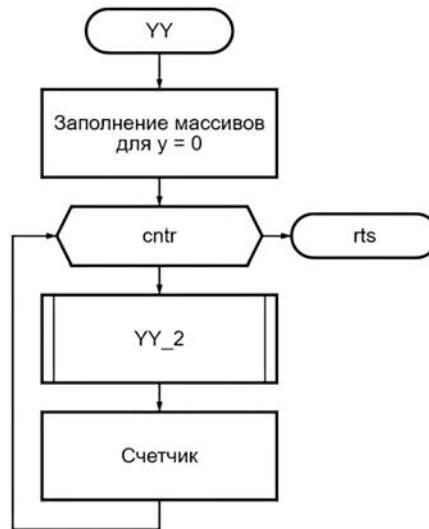 YY
Заполнение массивов
для y = 0
cntr
rts
YY_2
Счетчик